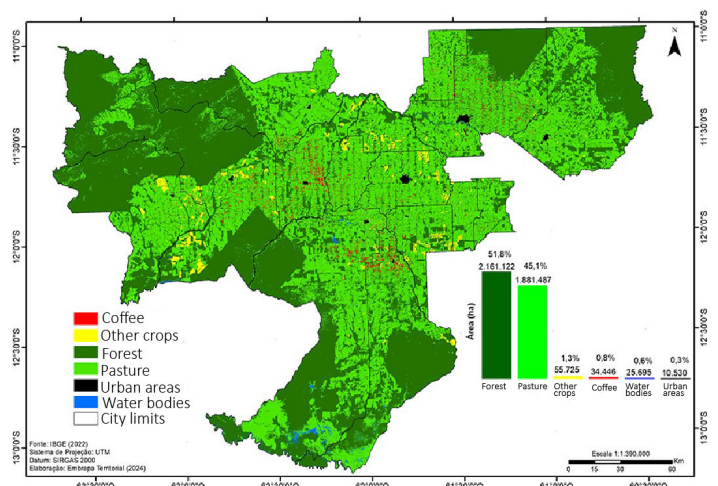 N
11°0'0"S
11°0'0"S
11°30'0"S
11°30'0"S
12°0'0"S
12°0'0"S
12°30'0"S
12°30'0"S
13°0'0"S
13°0'0"S
Coffee
Other crops
Forest
Pasture
Urban areas
Water bodies
City limits
Área (ha)
51,8%
2.161.122
45,1%
1.881.487
1,3%
55.725
0,8%
34.446
0,6%
25.695
0,3%
10.530
Forest
Pasture
Other
crops
Coffee
Water
bodies
Urban
areas
Fonte: IBGE (2022)
Sistema de Projeção: UTM
Datum: SIRGAS 2000
Elaboração: Embrapa Territorial (2024)
Escala 1:1.390.000
0 15 30 60
Km